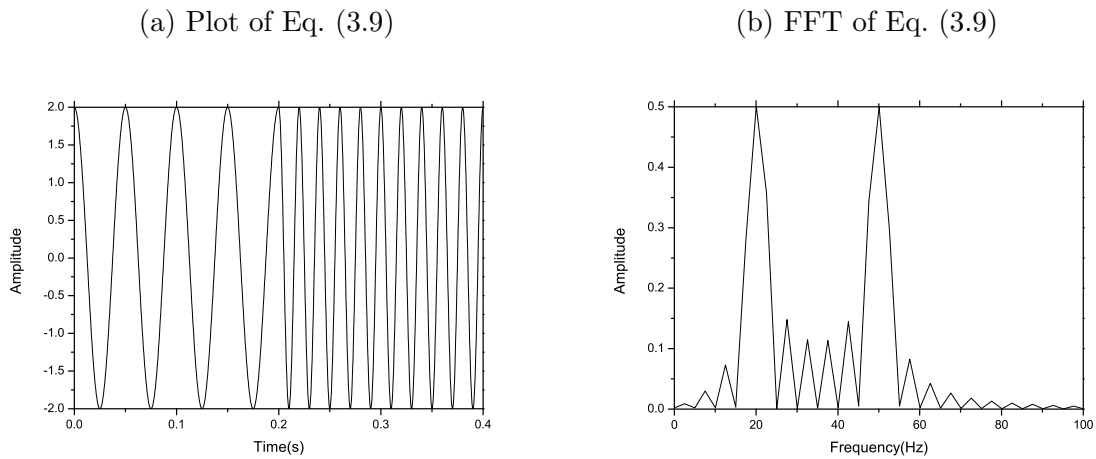 (a) Plot of Eq. (3.9)
2.0
1.5
1.0
0.5
0.0
-0.5
-1.0
-1.5
-2.0
Amplitude
0.0 0.1 0.2 0.3 0.4
Time(s)
(b) FFT of Eq. (3.9)
0.5
0.4
0.3
0.2
0.1
0.0
Amplitude
0 20 40 60 80 100
Frequency(Hz)